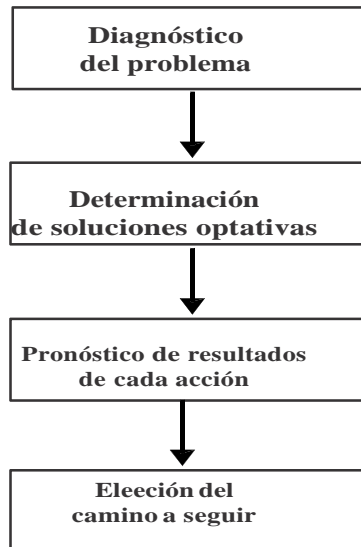 Diagnóstico
del problema
Determinación
de soluciones optativas
Pronóstico de resultados
de cada acción
Eleección del
camino a seguir